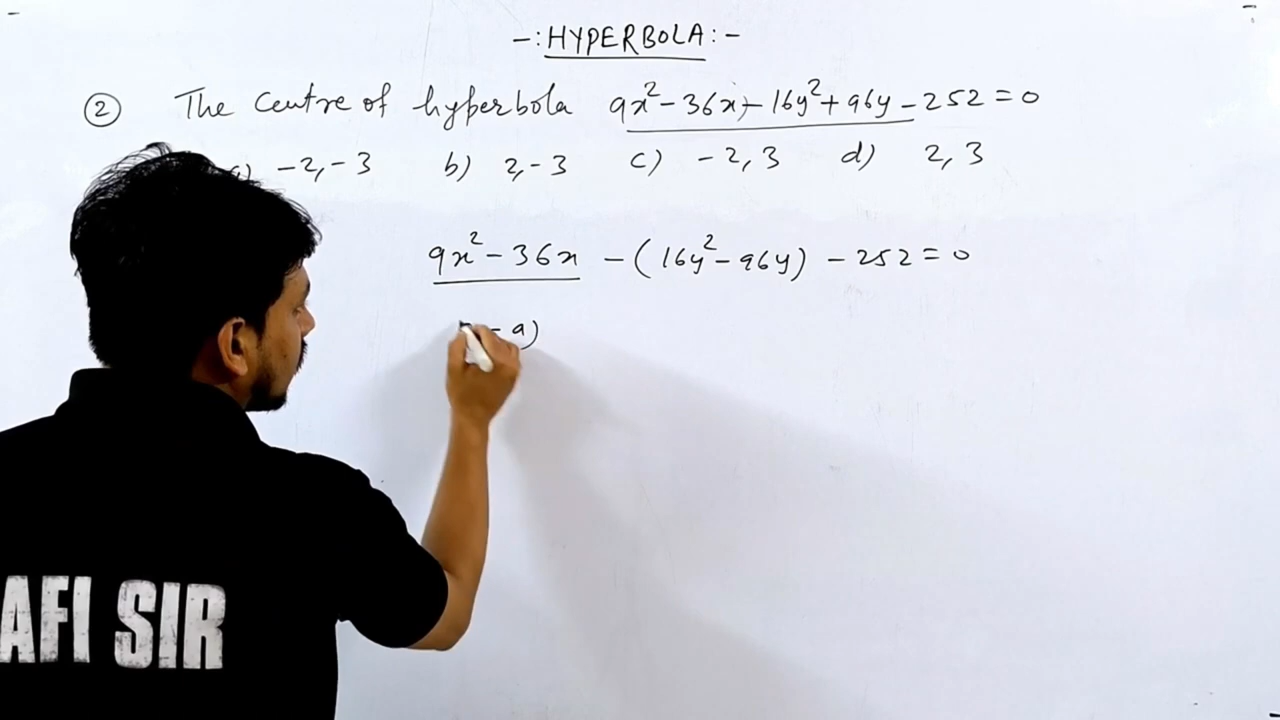 -: HYPERBOLA :-
② The Centre of hyperbola 9x² - 36x - 16y² + 96y - 252 = 0
a) -2, -3 b) 2, -3 c) -2, 3 d) 2, 3
9x² - 36x - (16y² - 96y) - 252 = 0
- a)
AFI SIR